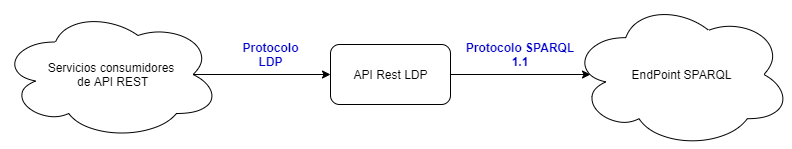 Servicios consumidores
de API REST
Protocolo
LDP
API Rest LDP
Protocolo SPARQL
1.1
EndPoint SPARQL